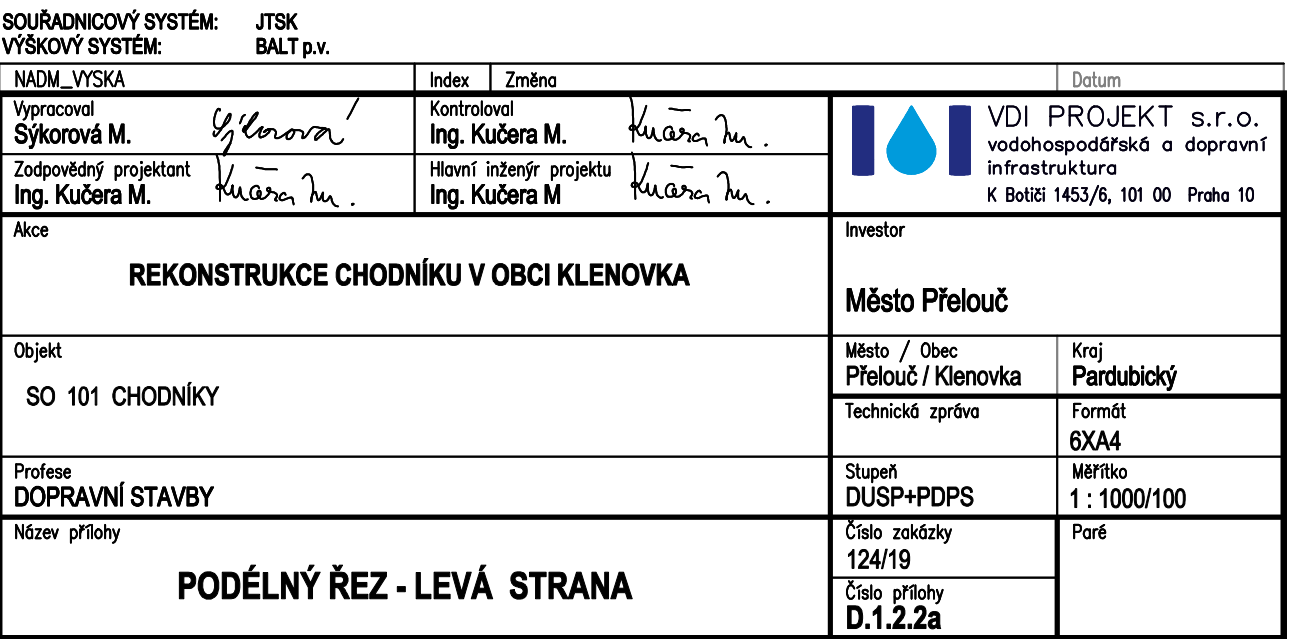 SOUŘADNICOVÝ SYSTÉM: JTSK
VÝŠKOVÝ SYSTÉM: BALT p.v.
NADM_VYSKA Index Změna Datum
Vypracoval
Sýkorová M. Sýkorová
Kontroloval
Ing. Kučera M. Kučera M.
Zodpovědný projektant
Ing. Kučera M. Kučera M.
Hlavní inženýr projektu
Ing. Kučera M Kučera M.
VDI PROJEKT s.r.o.
vodohospodářská a dopravní
infrastruktura
K Botiči 1453/6, 101 00 Praha 10
Akce
REKONSTRUKCE CHODNÍKU V OBCI KLENOVKA
Investor
Město Přelouč
Objekt
SO 101 CHODNÍKY
Město / Obec
Přelouč / Klenovka
Kraj
Pardubický
Technická zpráva
Formát
6XA4
Profese
DOPRAVNÍ STAVBY
Stupeň
DUSP+PDPS
Měřítko
1 : 1000/100
Název přílohy
PODÉLNÝ ŘEZ - LEVÁ STRANA
Číslo zakázky
124/19
Číslo přílohy
D.1.2.2a
Paré